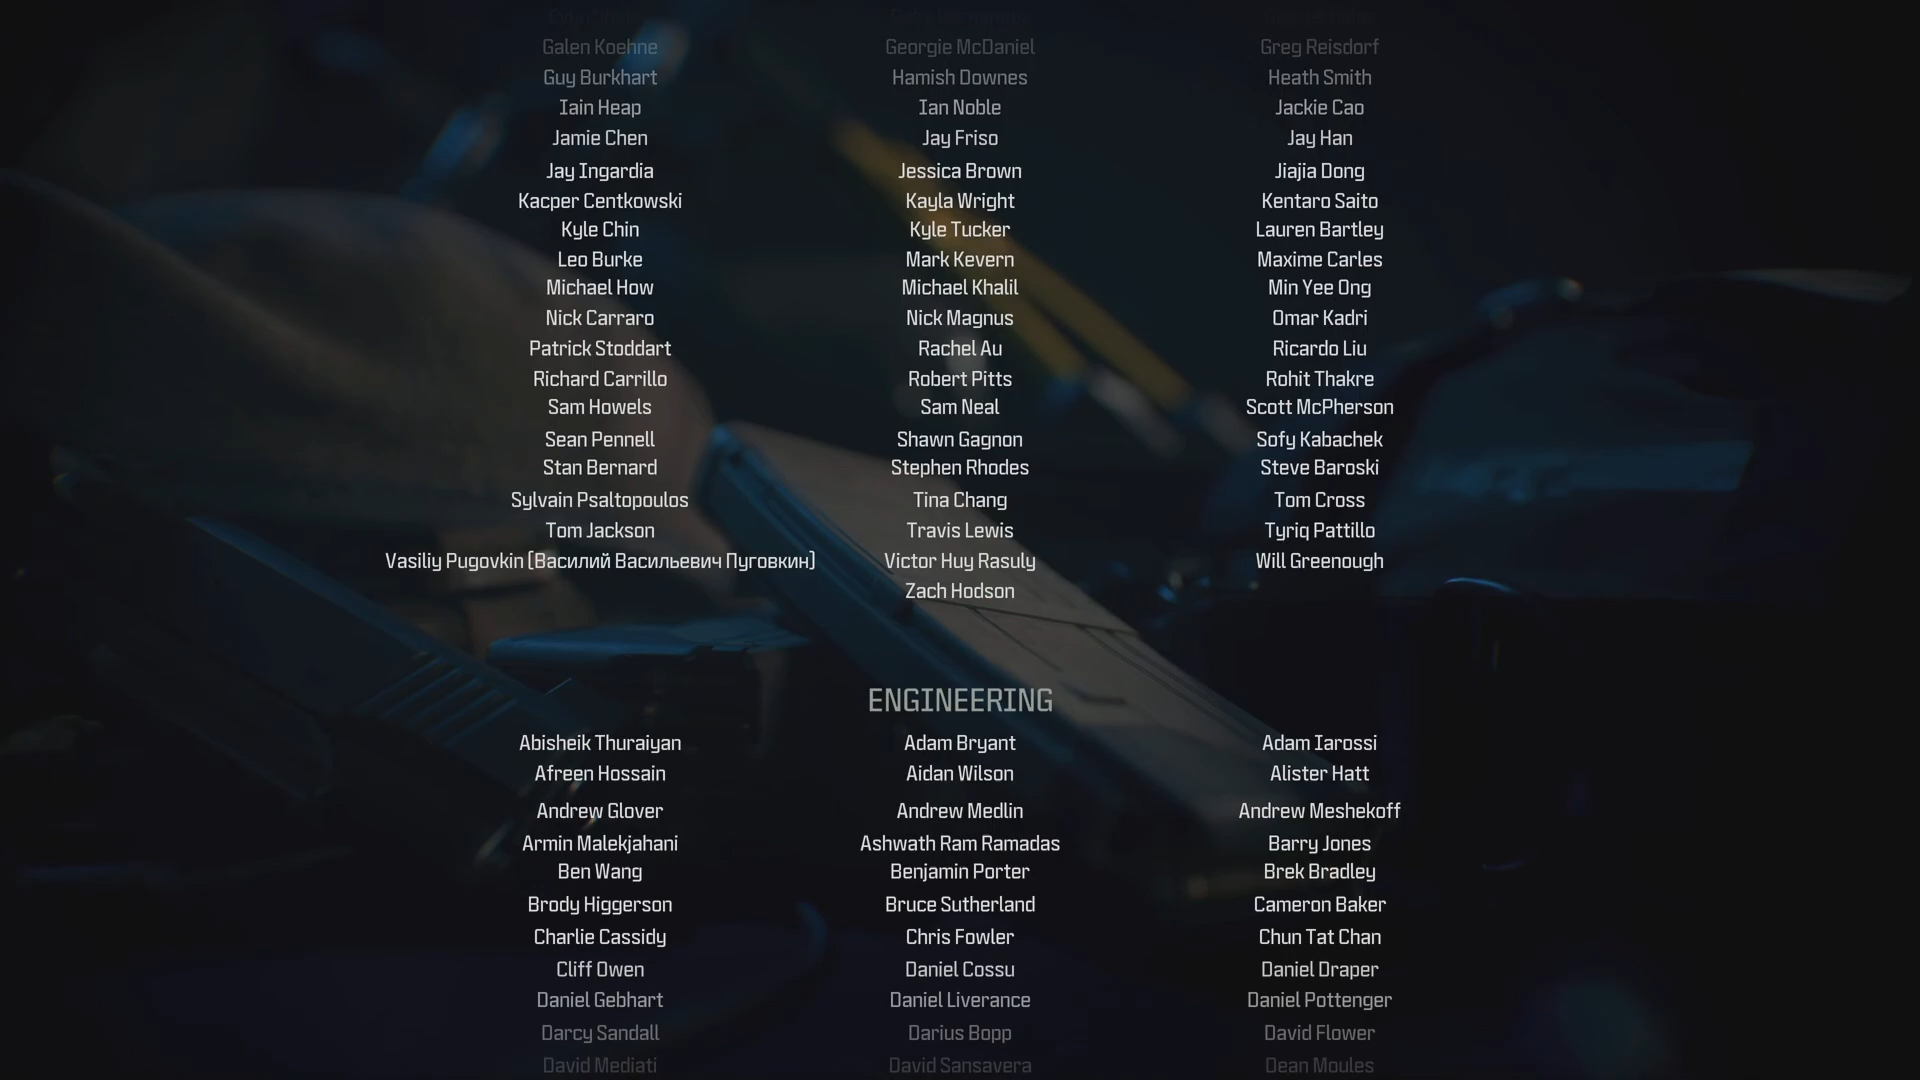 Galen Koehne Georgie McDaniel Greg Reisdorf
Guy Burkhart Hamish Downes Heath Smith
Iain Heap Ian Noble Jackie Cao
Jamie Chen Jay Friso Jay Han
Jay Ingardia Jessica Brown Jiajia Dong
Kacper Centkowski Kayla Wright Kentaro Saito
Kyle Chin Kyle Tucker Lauren Bartley
Leo Burke Mark Kevern Maxime Carles
Michael How Michael Khalil Min Yee Ong
Nick Carraro Nick Magnus Omar Kadri
Patrick Stoddart Rachel Au Ricardo Liu
Richard Carrillo Robert Pitts Rohit Thakre
Sam Howels Sam Neal Scott McPherson
Sean Pennell Shawn Gagnon Sofy Kabachek
Stan Bernard Stephen Rhodes Steve Baroski
Sylvain Psaltopoulos Tina Chang Tom Cross
Tom Jackson Travis Lewis Tyriq Pattillo
Vasiliy Pugovkin (Василий Васильевич Пуговкин) Victor Huy Rasuly Will Greenough
Zach Hodson
ENGINEERING
Abisheik Thuraiyan Adam Bryant Adam Iarossi
Afreen Hossain Aidan Wilson Alister Hatt
Andrew Glover Andrew Medlin Andrew Meshekoff
Armin Malekjahani Ashwath Ram Ramadas Barry Jones
Ben Wang Benjamin Porter Brek Bradley
Brody Higgerson Bruce Sutherland Cameron Baker
Charlie Cassidy Chris Fowler Chun Tat Chan
Cliff Owen Daniel Cossu Daniel Draper
Daniel Gebhart Daniel Liverance Daniel Pottenger
Darcy Sandall Darius Bopp David Flower
David Mediati David Sansavera Dean Moules